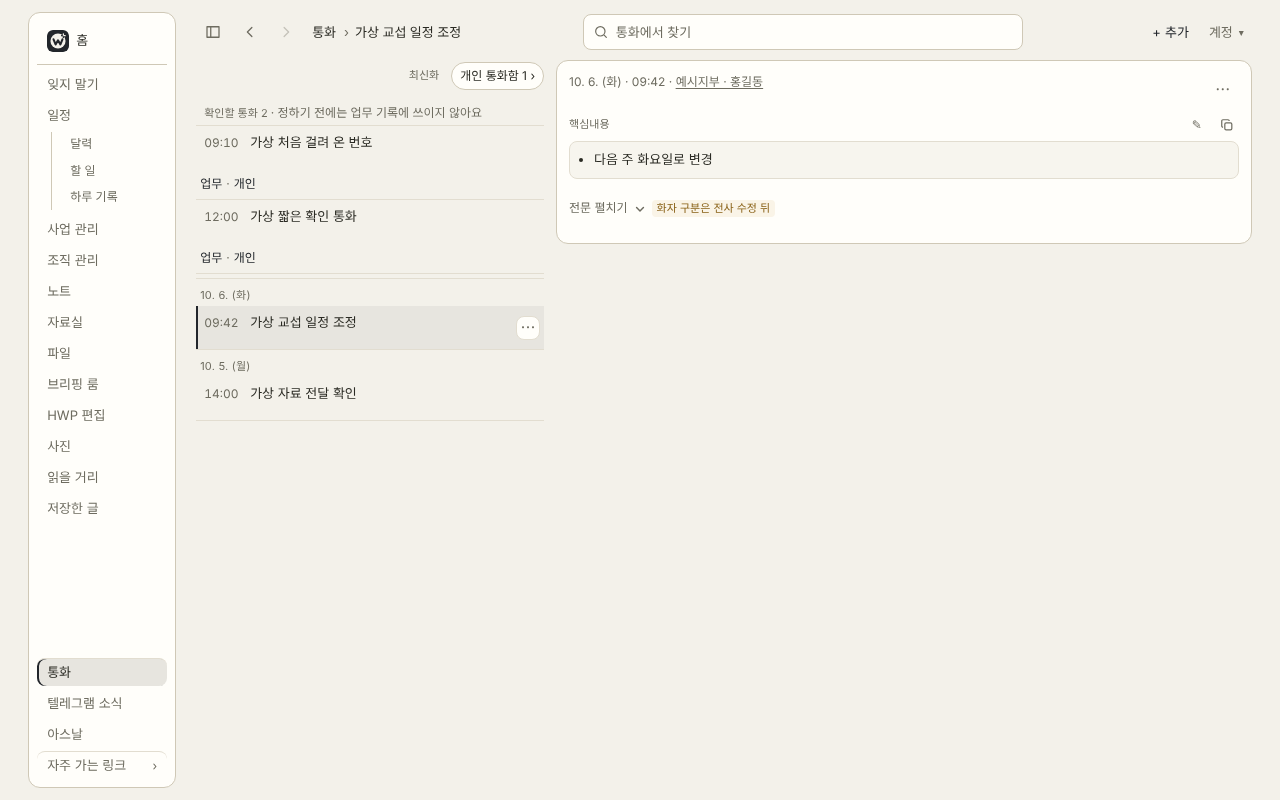 홈
잊지 말기
일정
달력
할 일
하루 기록
사업 관리
조직 관리
노트
자료실
파일
브리핑 룸
HWP 편집
사진
읽을 거리
저장한 글
통화
텔레그램 소식
아스날
자주 가는 링크 ›
통화 › 가상 교섭 일정 조정
통화에서 찾기
+ 추가
계정 ▾
최신화
개인 통화함 1 ›
확인할 통화 2 · 정하기 전에는 업무 기록에 쓰이지 않아요
09:10 가상 처음 걸려 온 번호
업무 · 개인
12:00 가상 짧은 확인 통화
업무 · 개인
10. 6. (화)
09:42 가상 교섭 일정 조정 ···
10. 5. (월)
14:00 가상 자료 전달 확인
10. 6. (화) · 09:42 · 예시지부 · 홍길동 ···
핵심내용
• 다음 주 화요일로 변경
전문 펼치기 화자 구분은 전사 수정 뒤